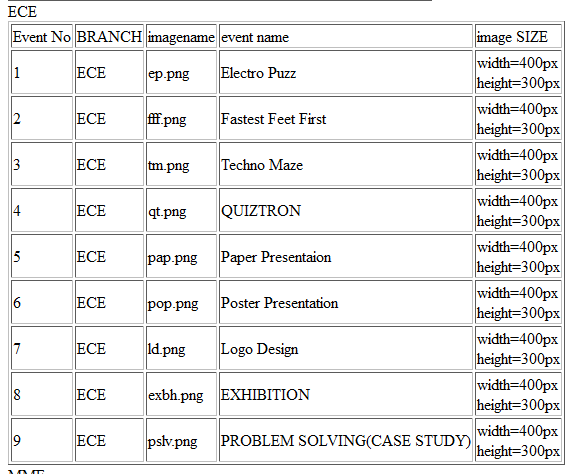 ECE
Event No BRANCH imagename event name image SIZE
1 ECE ep.png Electro Puzz width=400px
height=300px
2 ECE fff.png Fastest Feet First width=400px
height=300px
3 ECE tm.png Techno Maze width=400px
height=300px
4 ECE qt.png QUIZTRON width=400px
height=300px
5 ECE pap.png Paper Presentaion width=400px
height=300px
6 ECE pop.png Poster Presentation width=400px
height=300px
7 ECE ld.png Logo Design width=400px
height=300px
8 ECE exbh.png EXHIBITION width=400px
height=300px
9 ECE pslv.png PROBLEM SOLVING(CASE STUDY) width=400px
height=300px